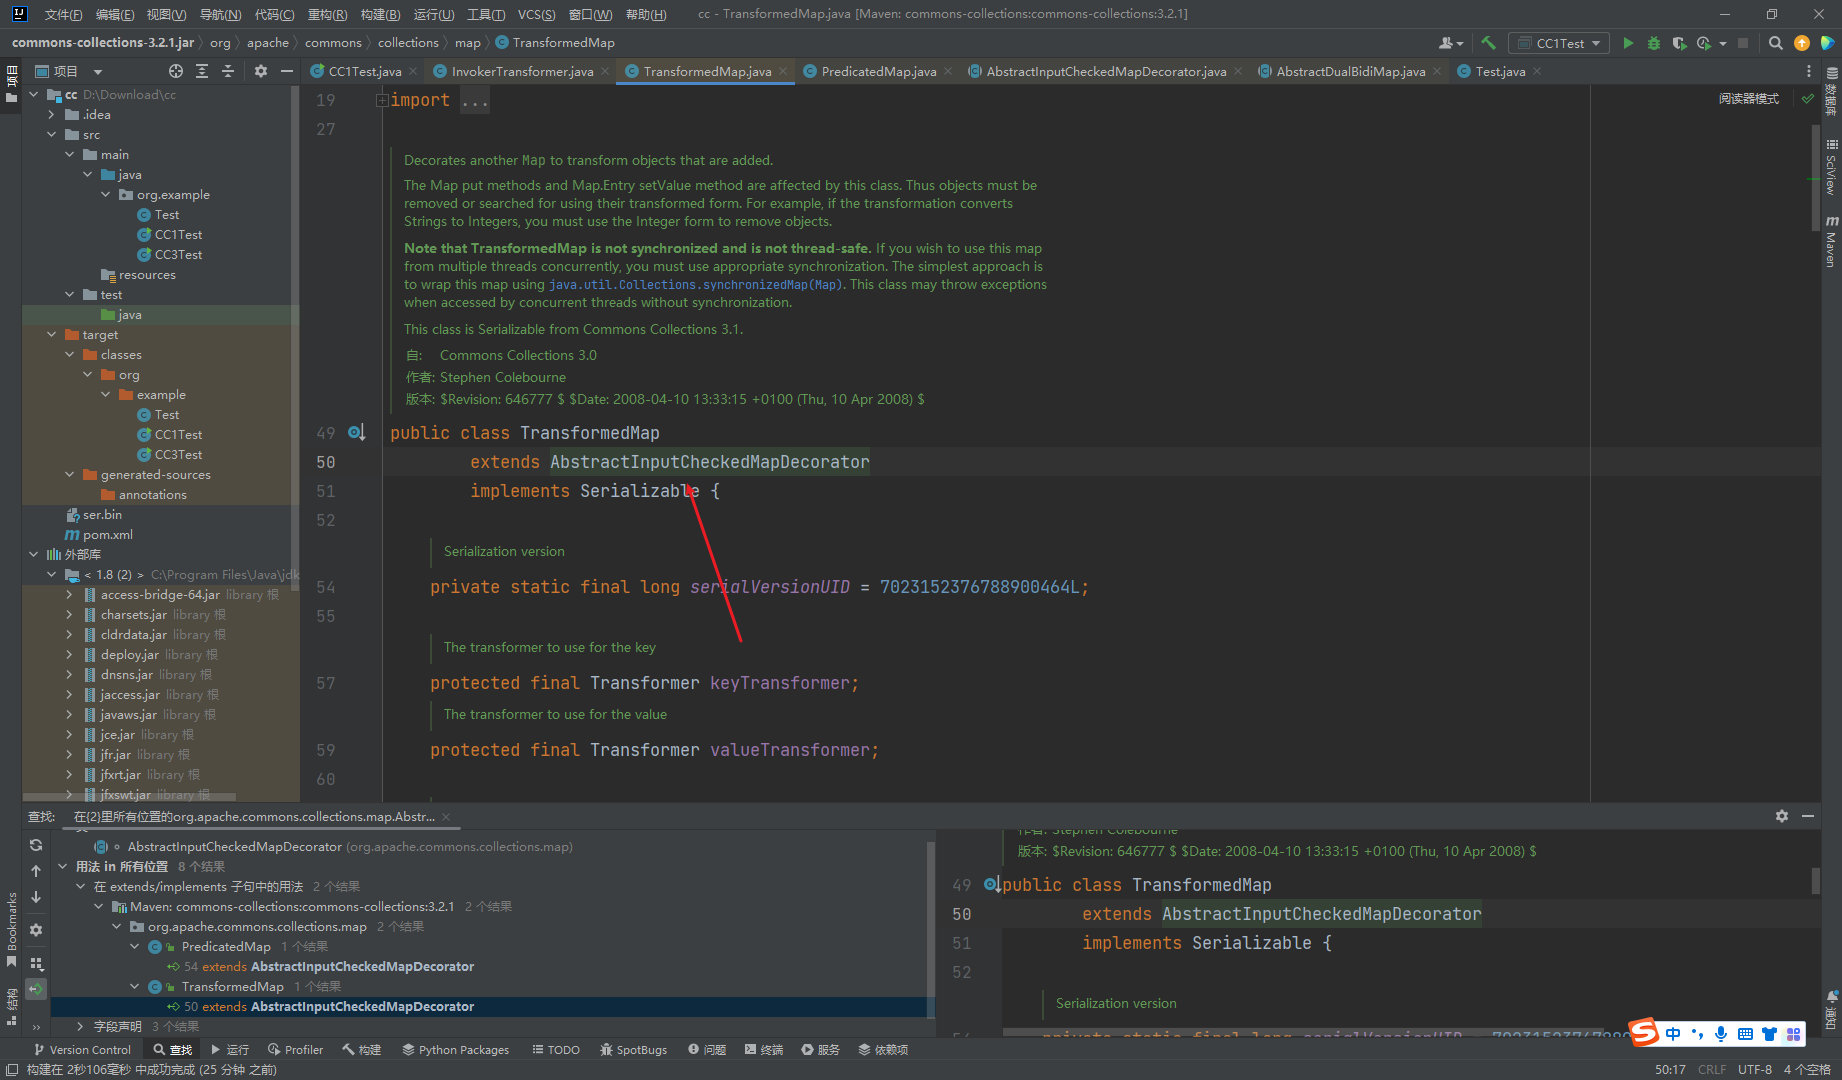 文件(F) 编辑(E) 视图(V) 导航(N) 代码(C) 重构(R) 构建(B) 运行(U) 工具(T) VCS(S) 窗口(W) 帮助(H) cc - TransformedMap.java [Maven: commons-collections:commons-collections:3.2.1]
commons-collections-3.2.1.jar org apache commons collections map TransformedMap CC1Test
项目 CC1Test.java InvokerTransformer.java TransformedMap.java PredicatedMap.java AbstractInputCheckedMapDecorator.java AbstractDualBidiMap.java Test.java
项目
cc D:\Download\cc
.idea
src
main
java
org.example
Test
CC1Test
CC3Test
resources
test
java
target
classes
org
example
Test
CC1Test
CC3Test
generated-sources
annotations
ser.bin
pom.xml
外部库
< 1.8 (2) > C:\Program Files\Java\jdk
access-bridge-64.jar library 根
charsets.jar library 根
cldrdata.jar library 根
deploy.jar library 根
dnsns.jar library 根
jaccess.jar library 根
javaws.jar library 根
jce.jar library 根
jfr.jar library 根
jfxrt.jar library 根
jfxswt.jar library 根
19 import ...
阅读器模式
27
Decorates another Map to transform objects that are added.
The Map put methods and Map.Entry setValue method are affected by this class. Thus objects must be
removed or searched for using their transformed form. For example, if the transformation converts
Strings to Integers, you must use the Integer form to remove objects.
Note that TransformedMap is not synchronized and is not thread-safe. If you wish to use this map
from multiple threads concurrently, you must use appropriate synchronization. The simplest approach is
to wrap this map using java.util.Collections.synchronizedMap(Map). This class may throw exceptions
when accessed by concurrent threads without synchronization.
This class is Serializable from Commons Collections 3.1.
自: Commons Collections 3.0
作者: Stephen Colebourne
版本: $Revision: 646777 $ $Date: 2008-04-10 13:33:15 +0100 (Thu, 10 Apr 2008) $
49 public class TransformedMap
50 extends AbstractInputCheckedMapDecorator
51 implements Serializable {
52
Serialization version
54 private static final long serialVersionUID = 7023152376788900464L;
55
The transformer to use for the key
57 protected final Transformer keyTransformer;
The transformer to use for the value
59 protected final Transformer valueTransformer;
60
数据库
SciView
Maven
查找: 在{2}里所有位置的org.apache.commons.collections.map.Abstr...
AbstractInputCheckedMapDecorator (org.apache.commons.collections.map)
用法 in 所有位置 8 个结果
在 extends/implements 子句中的用法 2 个结果
Maven: commons-collections:commons-collections:3.2.1 2 个结果
org.apache.commons.collections.map 2 个结果
PredicatedMap 1 个结果
54 extends AbstractInputCheckedMapDecorator
TransformedMap 1 个结果
50 extends AbstractInputCheckedMapDecorator
字段声明 3 个结果
作者: Stephen Colebourne
版本: $Revision: 646777 $ $Date: 2008-04-10 13:33:15 +0100 (Thu, 10 Apr 2008) $
49 public class TransformedMap
50 extends AbstractInputCheckedMapDecorator
51 implements Serializable {
52
Serialization version
private static final long serialVersionUID = 702315237678890
Bookmarks
结构
中
Version Control 查找 运行 Profiler 构建 Python Packages TODO SpotBugs 问题 终端 服务 依赖项
构建在 2秒106毫秒 中成功完成 (25 分钟 之前) 50:17 CRLF UTF-8 4 个空格